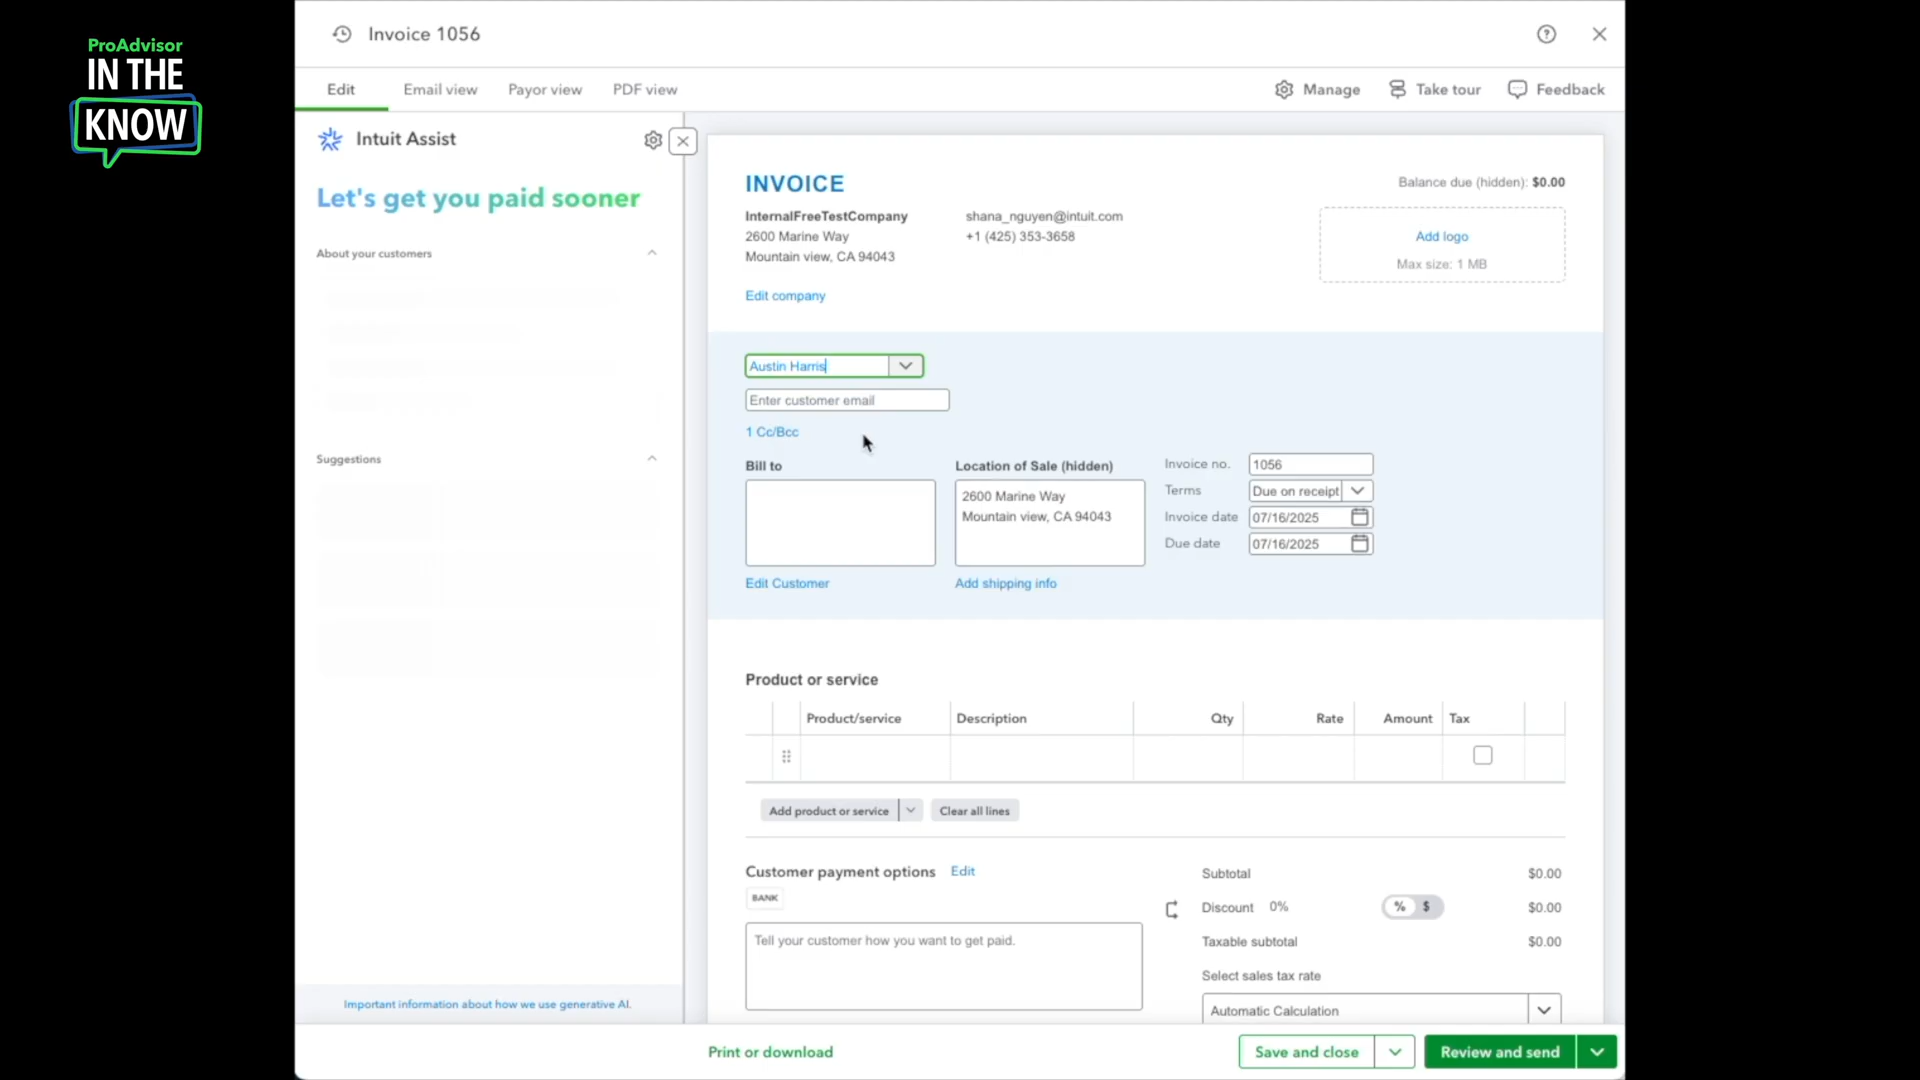 ProAdvisor
IN THE
KNOW
Invoice 1056
Edit
Email view
Payor view
PDF view
Manage
Take tour
Feedback
Intuit Assist
Let's get you paid sooner
About your customers
Suggestions
Important information about how we use generative AI.
INVOICE
Balance due (hidden): $0.00
InternalFreeTestCompany
2600 Marine Way
Mountain view, CA 94043
shana_nguyen@intuit.com
+1 (425) 353-3658
Add logo
Max size: 1 MB
Edit company
Austin Harris
Enter customer email
1 Cc/Bcc
Bill to
Edit Customer
Location of Sale (hidden)
2600 Marine Way
Mountain view, CA 94043
Add shipping info
Invoice no. 1056
Terms Due on receipt
Invoice date 07/16/2025
Due date 07/16/2025
Product or service
Product/service Description Qty Rate Amount Tax
Add product or service
Clear all lines
Customer payment options Edit
BANK
Tell your customer how you want to get paid.
Subtotal $0.00
Discount 0% % $ $0.00
Taxable subtotal $0.00
Select sales tax rate
Automatic Calculation
Print or download
Save and close
Review and send